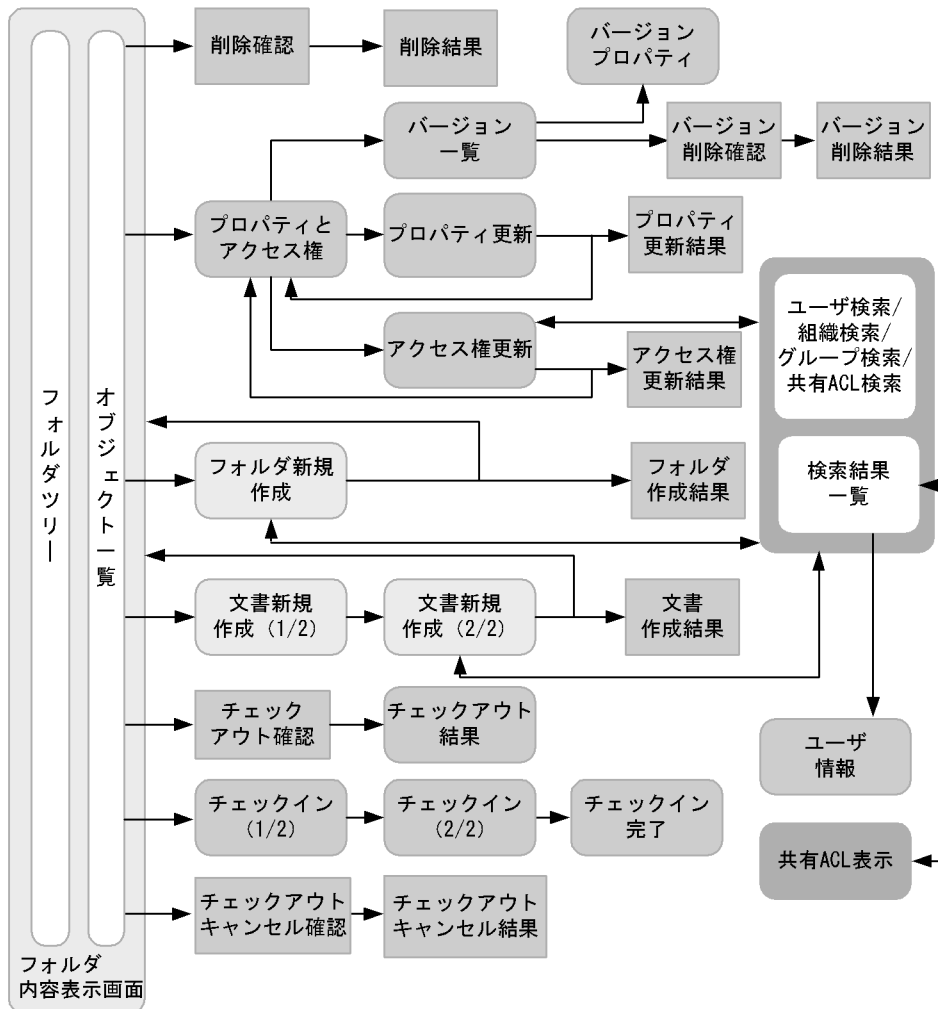 フォルダツリー
オブジェクト一覧
フォルダ
内容表示画面
削除確認
削除結果
バージョン
プロパティ
バージョン
一覧
バージョン
削除確認
バージョン
削除結果
プロパティと
アクセス権
プロパティ更新
プロパティ
更新結果
アクセス権更新
アクセス権
更新結果
ユーザ検索/
組織検索/
グループ検索/
共有ACL検索
検索結果
一覧
フォルダ新規
作成
フォルダ
作成結果
文書新規
作成(1/2)
文書新規
作成(2/2)
文書
作成結果
チェック
アウト確認
チェックアウト
結果
ユーザ
情報
チェックイン
(1/2)
チェックイン
(2/2)
チェックイン
完了
共有ACL表示
チェックアウト
キャンセル確認
チェックアウト
キャンセル結果